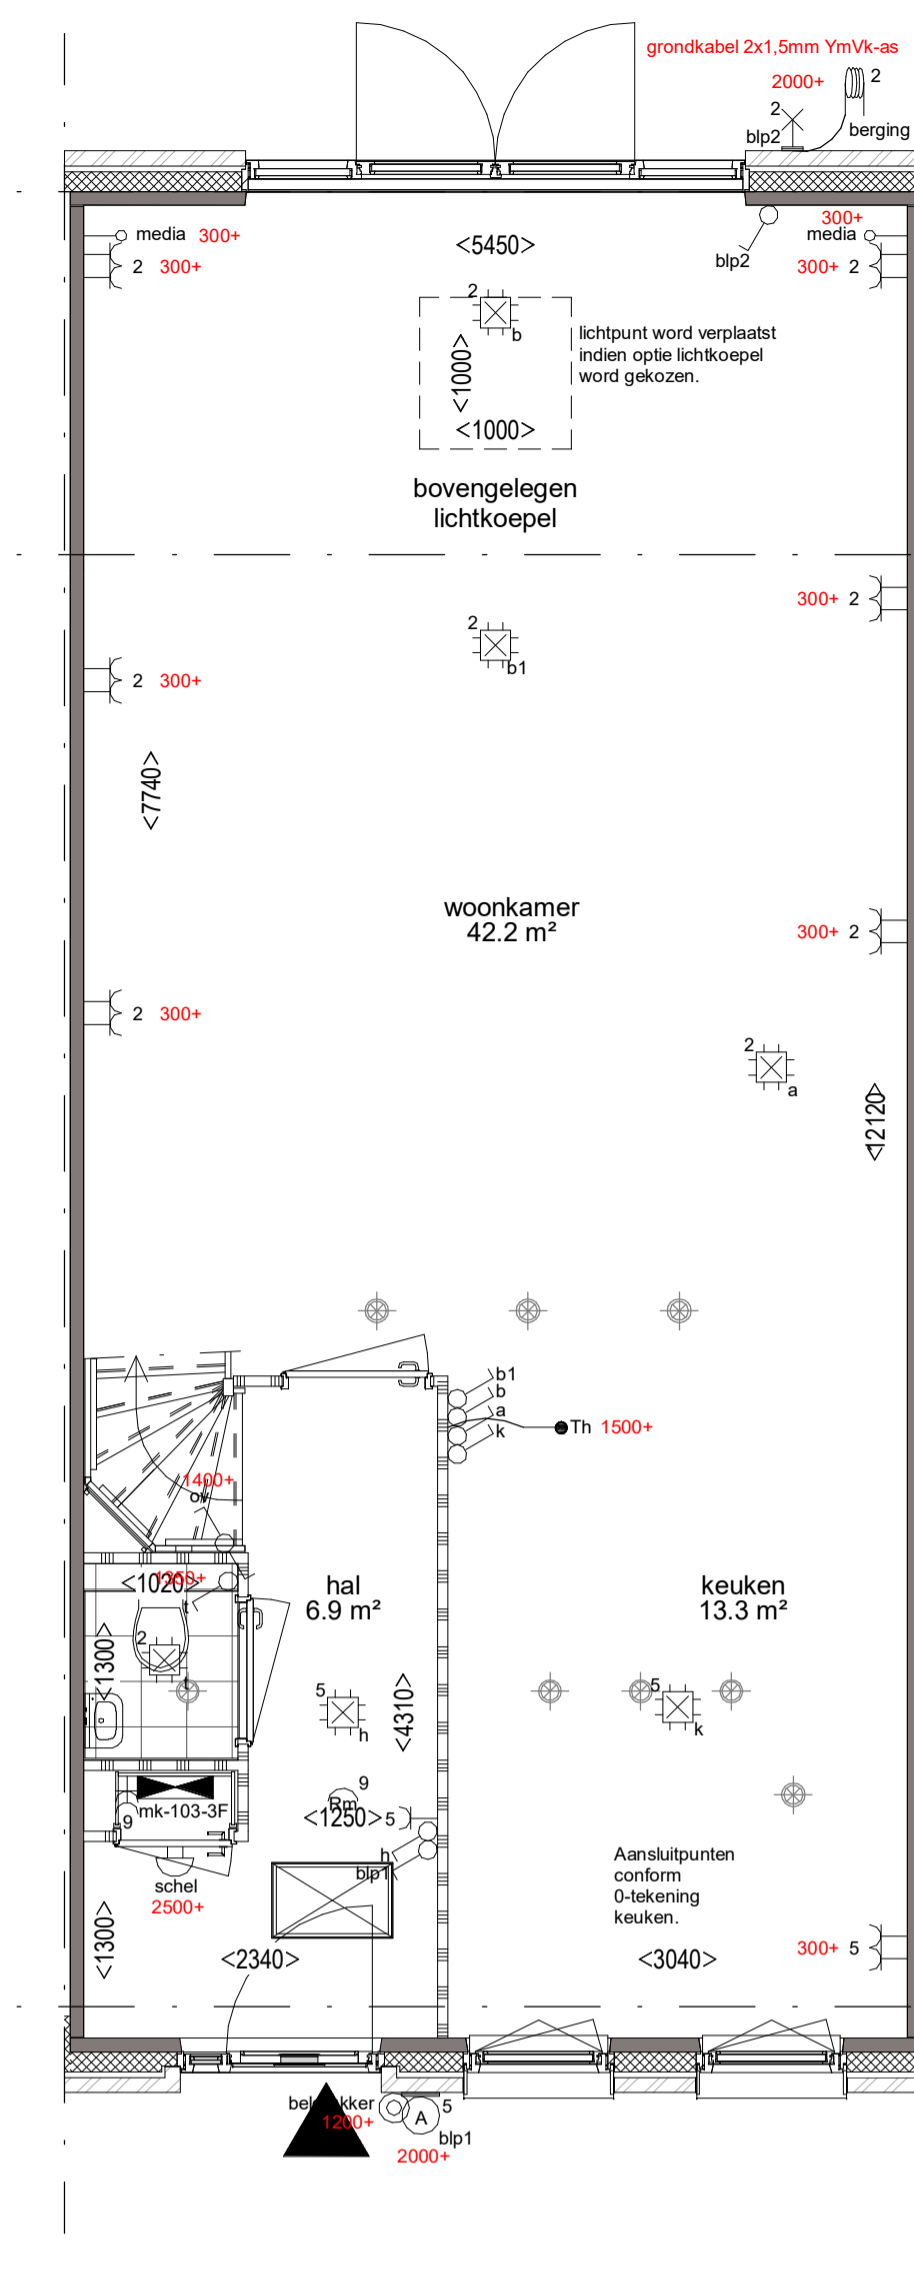 grondkabel 2x1,5mm YmVk-as
2000+
2
2
blp2
berging
media 300+
2 300+
<5450>
blp2
300+
media
300+ 2
2
b
<1000>
<1000>
lichtpunt word verplaatst
indien optie lichtkoepel
word gekozen.
bovengelegen
lichtkoepel
300+ 2
2
b1
2 300+
<7740>
woonkamer
42.2 m²
300+ 2
2 300+
2
a
<12120>
b1
b
a
k
Th 1500+
1400+
ov
1350+
<1020>
t
hal
6.9 m²
keuken
13.3 m²
<1300>
2
t
5
h
<4310>
5
k
9
Rm
<1250> 5
mk-103-3F
9
h
blp1
schel
2500+
Aansluitpunten
conform
0-tekening
keuken.
<1300>
<2340>
<3040>
300+ 5
1200+
A
5
blp1
2000+